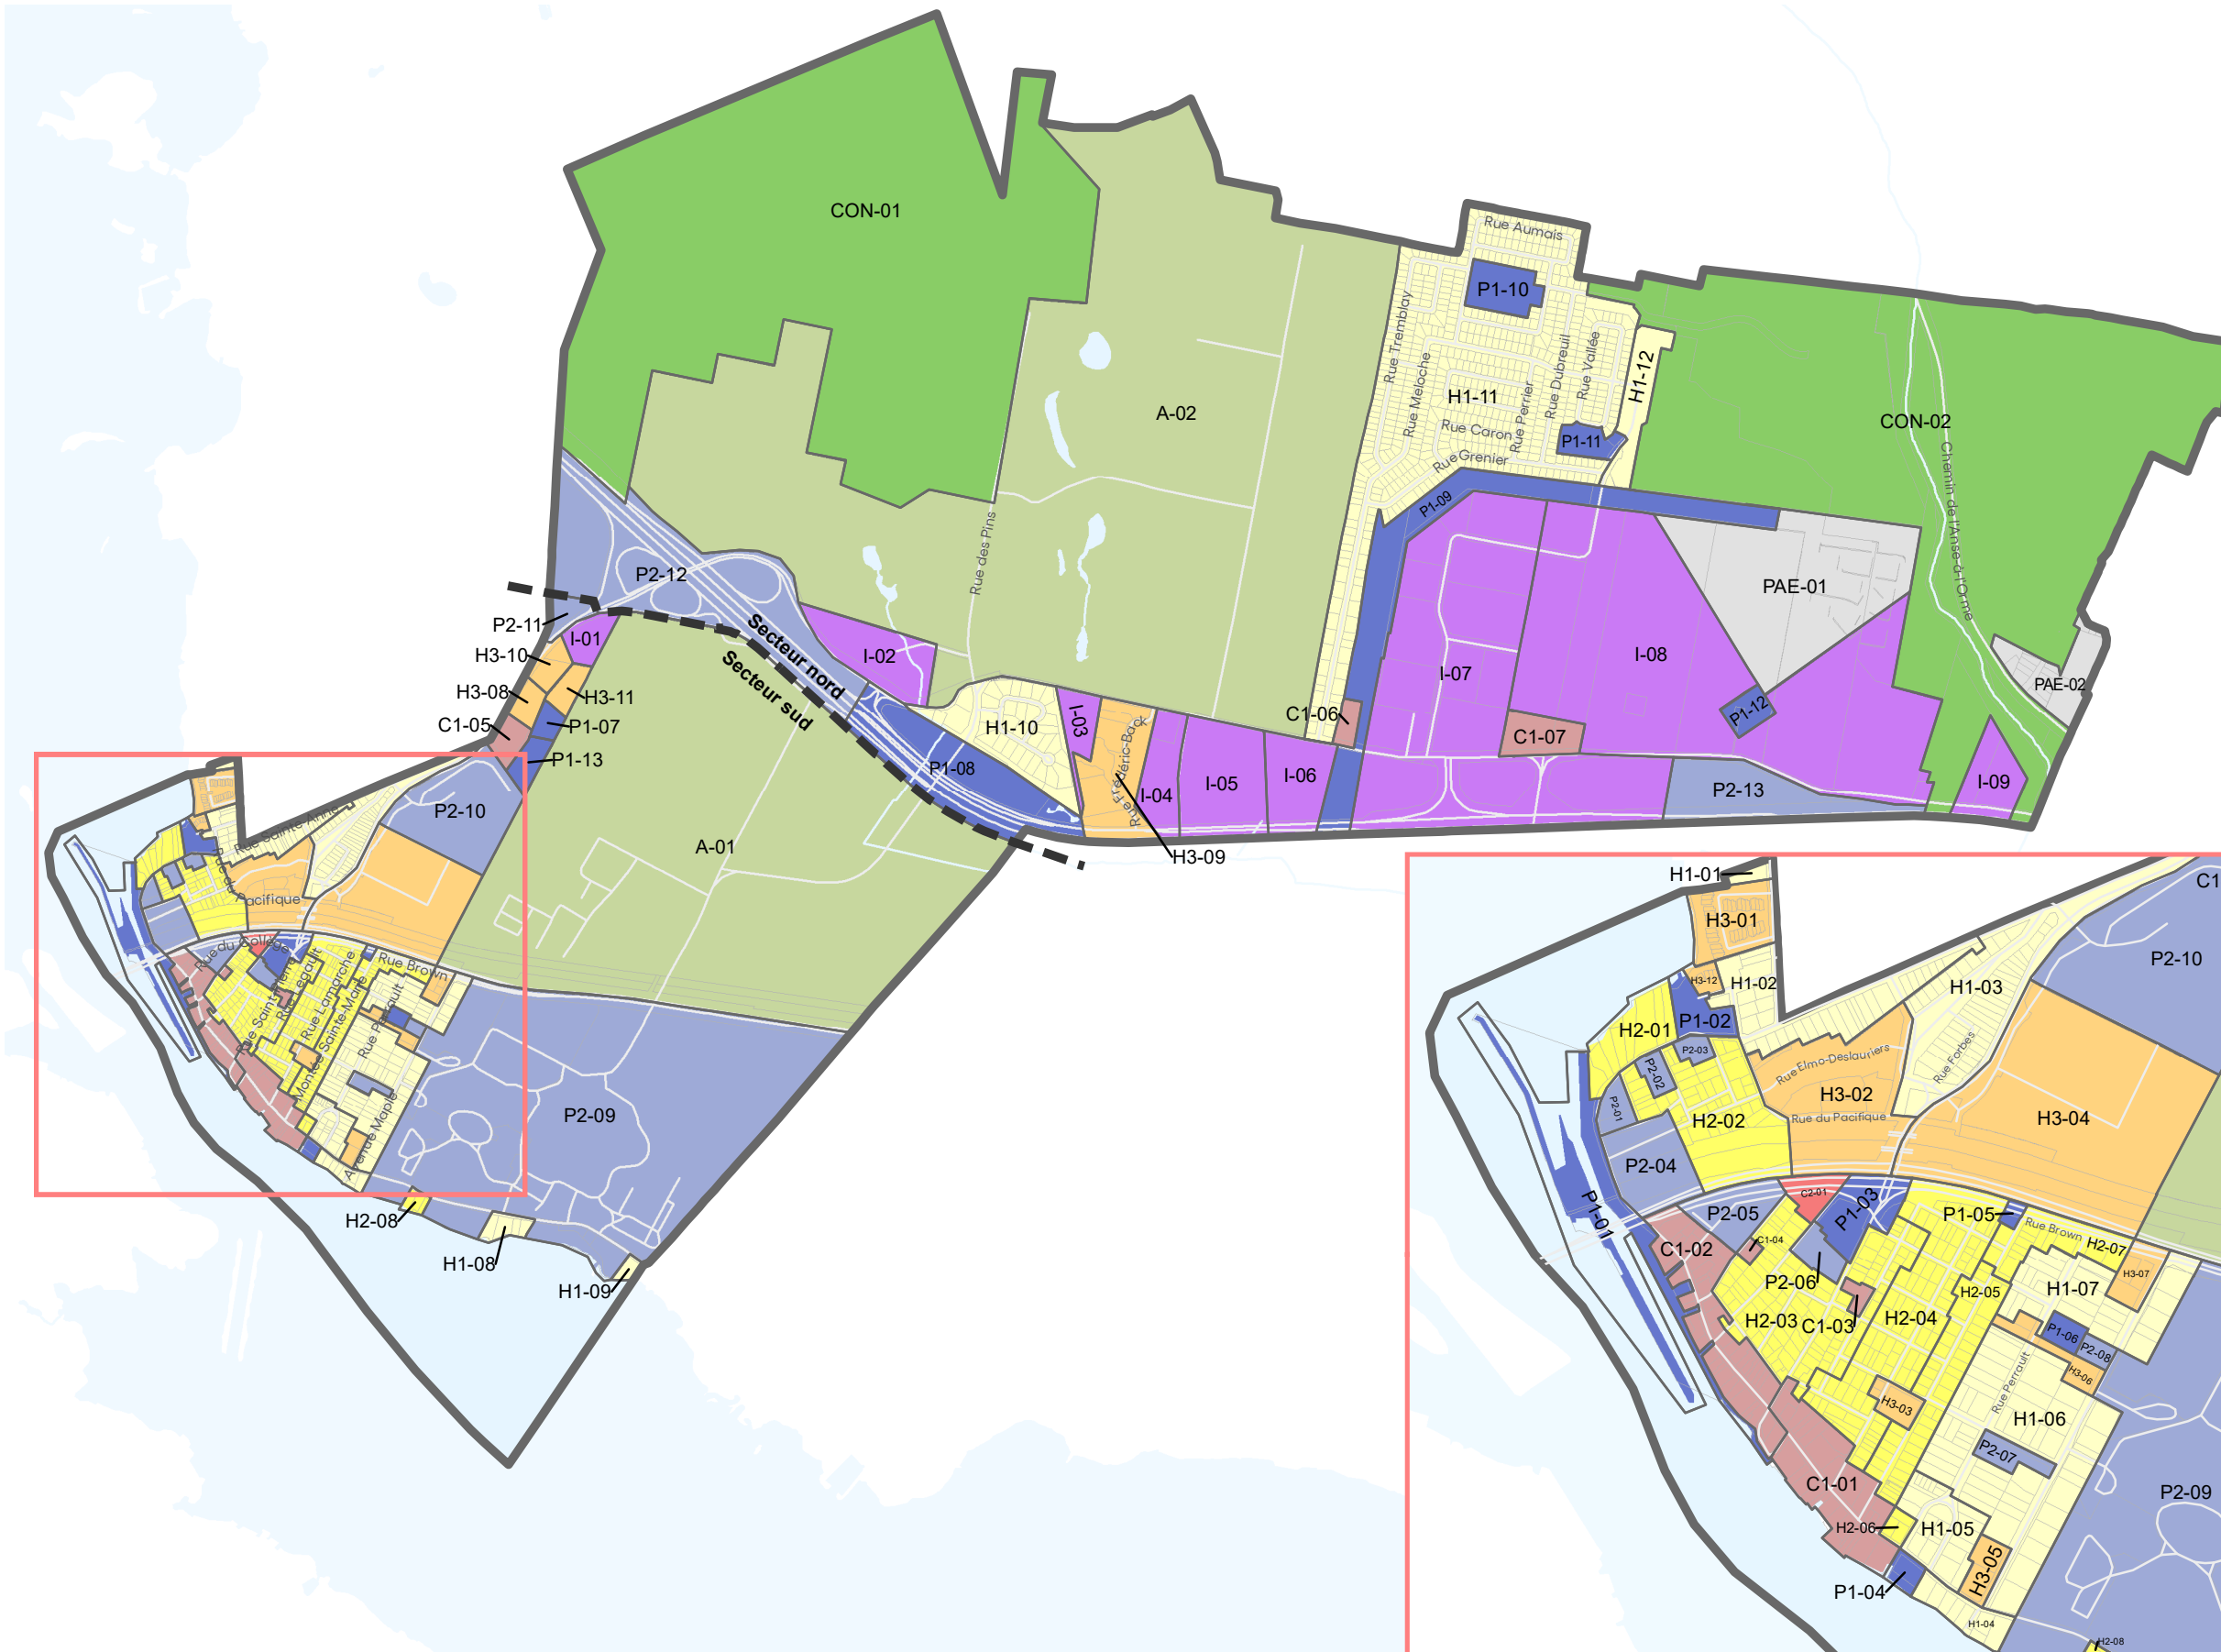 CON-01
Rue Aumais
P1-10
Rue Tremblay
Rue Meloche
Rue Dubreuil
Rue Vallée
H1-12
Rue Perrier
H1-11
A-02
CON-02
Rue Caron
P1-11
Rue Grenier
Chemin de l'Anse-à-l'Orme
P1-09
Rue des Pins
P2-12
PAE-01
P2-11
I-01
Secteur nord
Secteur sud
H3-10
I-02
I-08
I-07
H3-08
H3-11
PAE-02
C1-05
P1-07
H1-10
I-03
C1-06
P1-12
C1-07
Rue Frédéric-Back
P1-13
P1-08
I-04
I-05
I-06
P2-13
I-09
P2-10
Rue Sainte-Anne
A-01
H3-09
Rue du Pacifique
Rue du Collège
Rue Brown
Rue Saint-Pierre
Rue Legault
Rue Lamarche
Montée Sainte-Marie
Rue Perrault
Avenue Maple
P2-09
H2-08
H1-08
H1-09
H1-01
C1
H3-01
P2-10
H3-12
H1-02
H1-03
P1-02
H2-01
P2-03
Rue Elmo-Deslauriers
Rue Forbes
P2-02
H3-02
P2-01
H2-02
Rue du Pacifique
H3-04
P2-04
C2-01
P1-03
P1-01
P2-05
P1-05
Rue Brown
H2-07
C1-04
C1-02
P2-06
H3-07
H1-07
H2-05
H2-03
C1-03
H2-04
P1-06
P2-08
H3-06
Rue Perrault
H3-03
H1-06
P2-07
C1-01
P2-09
H2-06
H1-05
H3-05
P1-04
H1-04
H2-08